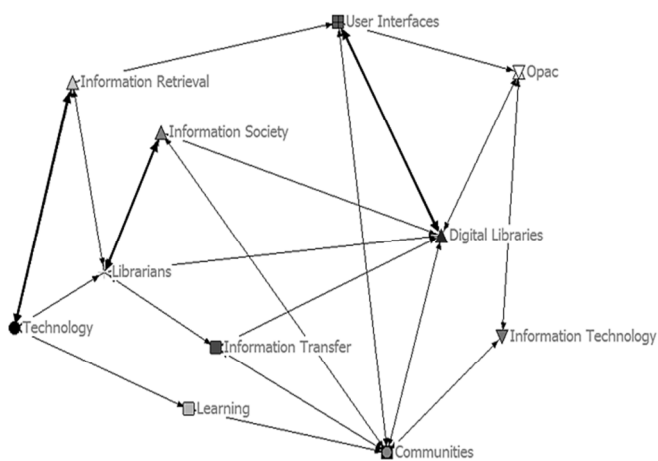 User Interfaces
Opac
Information Retrieval
Information Society
Digital Libraries
Librarians
Technology
Information Technology
Information Transfer
Learning
Communities